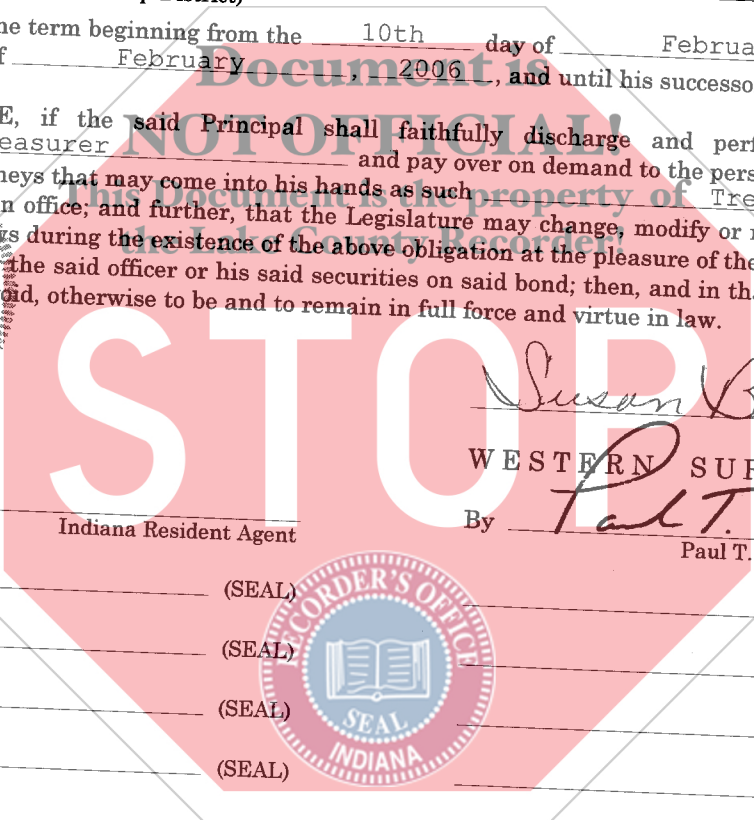 he term beginning from the 10th day of Februa
f February , 2006 , and until his successo
Document is
E, if the said Principal shall faithfully discharge and perf
NOT OFFICIAL!
easurer and pay over on demand to the pers
neys that may come into his hands as such Tre
This Document is the property of
n office; and further, that the Legislature may change, modify or
s during the existence of the above obligation at the pleasure of the
the Lake County Recorder!
the said officer or his said securities on said bond; then, and in th
oid, otherwise to be and to remain in full force and virtue in law.
STOP
Susan B
WESTERN SUR
Indiana Resident Agent
By Paul T.
Paul T.
(SEAL)
(SEAL)
(SEAL)
(SEAL)
RECORDER'S OFFICE
SEAL
INDIANA